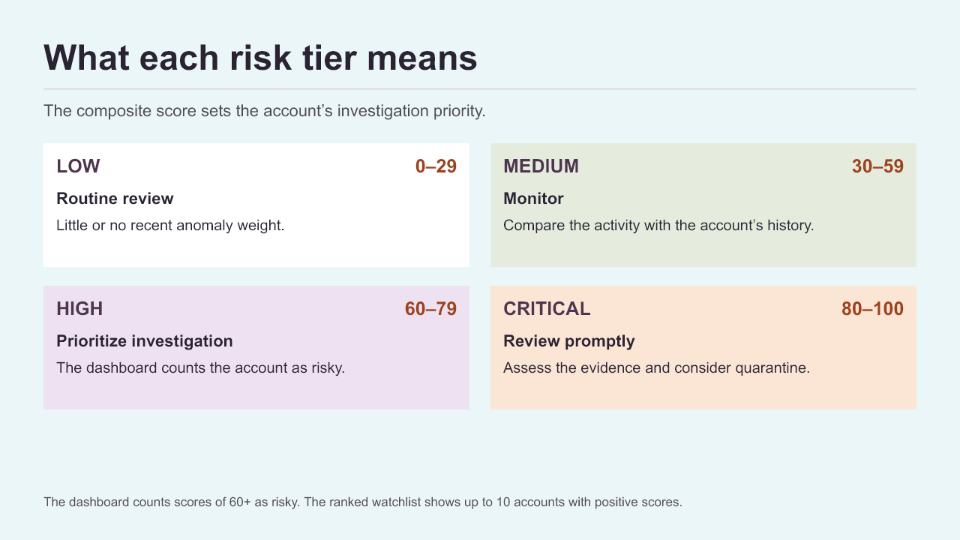 What each risk tier means
The composite score sets the account’s investigation priority.
LOW 0–29
Routine review
Little or no recent anomaly weight.
MEDIUM 30–59
Monitor
Compare the activity with the account’s history.
HIGH 60–79
Prioritize investigation
The dashboard counts the account as risky.
CRITICAL 80–100
Review promptly
Assess the evidence and consider quarantine.
The dashboard counts scores of 60+ as risky. The ranked watchlist shows up to 10 accounts with positive scores.